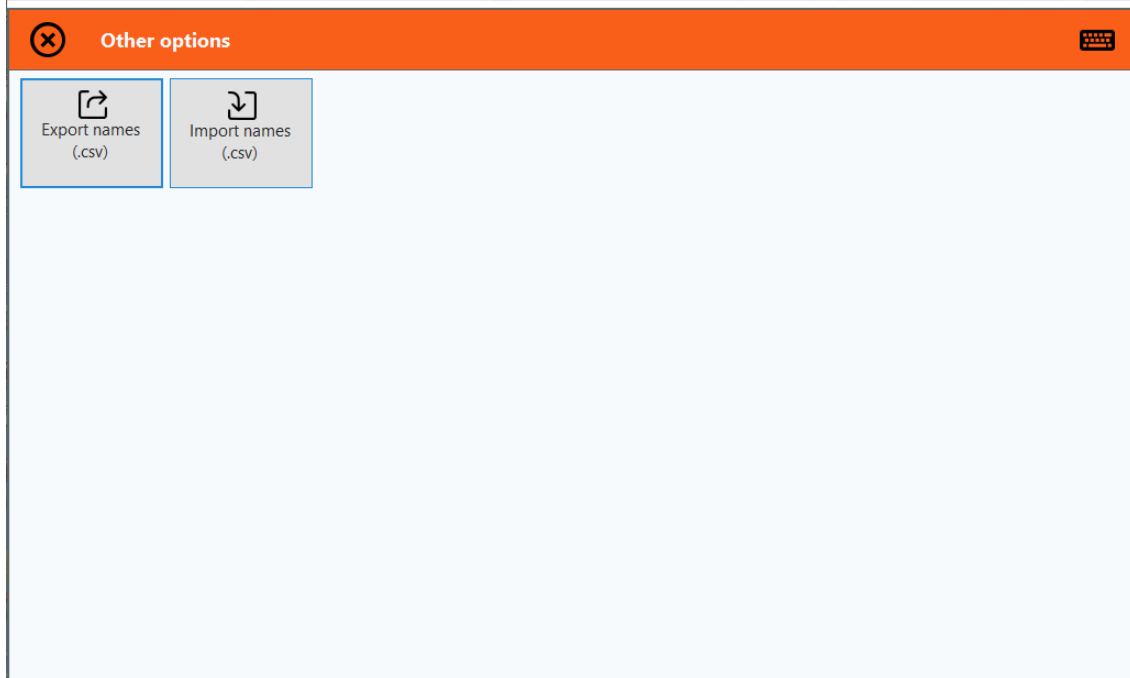 Other options
Export names
(.csv)
Import names
(.csv)